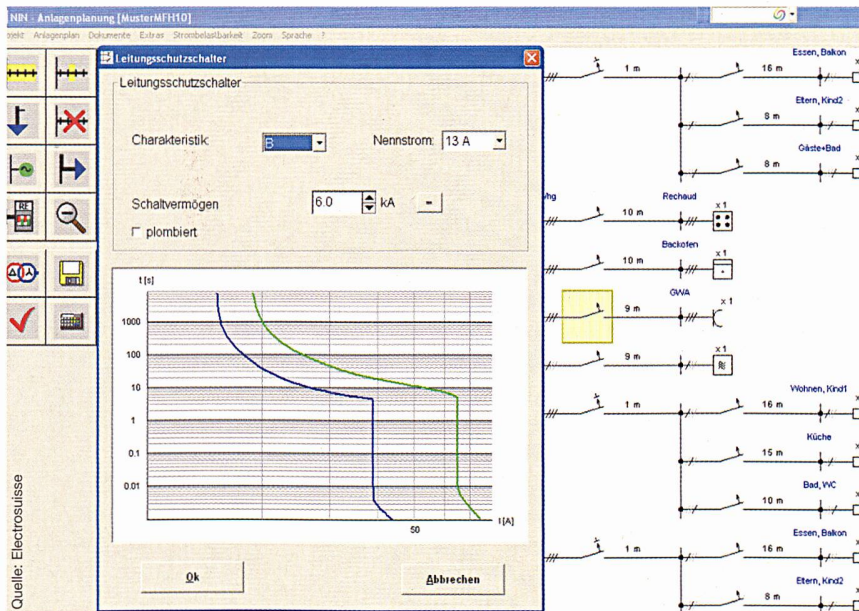 NIN - Anlagenplanung [MusterMFH10]
Anlagenplan Dokumente Extras Strombelastbarkeit Zoom Sprache ?
Leitungsschutzschalter
Leitungsschutzschalter
Charakteristik: B Nennstrom: 13 A
Schaltvermögen 6.0 kA =
plombiert
t [s]
1000
100
10
1
0.1
0.01
50
I [A]
Ok Abbrechen
RF
Essen, Balkon
1 m 16 m
Eltern, Kind2
8 m
Gäste+Bad
8 m
Rechaud
10 m x 1
Backofen
10 m x 1
GWA
9 m x 1
9 m x 1
Wohnen, Kind1
1 m 16 m
Küche
15 m
Bad, WC
10 m
Essen, Balkon
1 m 16 m
Eltern, Kind2
8 m
Quelle: Electrosuisse